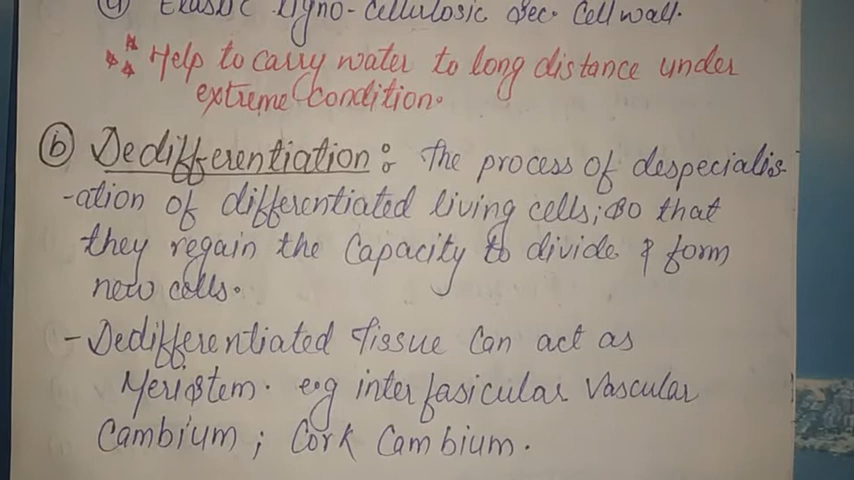 (4) Elastic ligno-cellulosic Sec. Cell wall.
Help to carry water to long distance under
extreme condition.
(b) Dedifferentiation : The process of despecialis-
-ation of differentiated living cells; so that
they regain the Capacity to divide & form
new cells.
- Dedifferentiated Tissue Can act as
Meristem. e.g interfasicular Vascular
Cambium ; Cork Cambium.